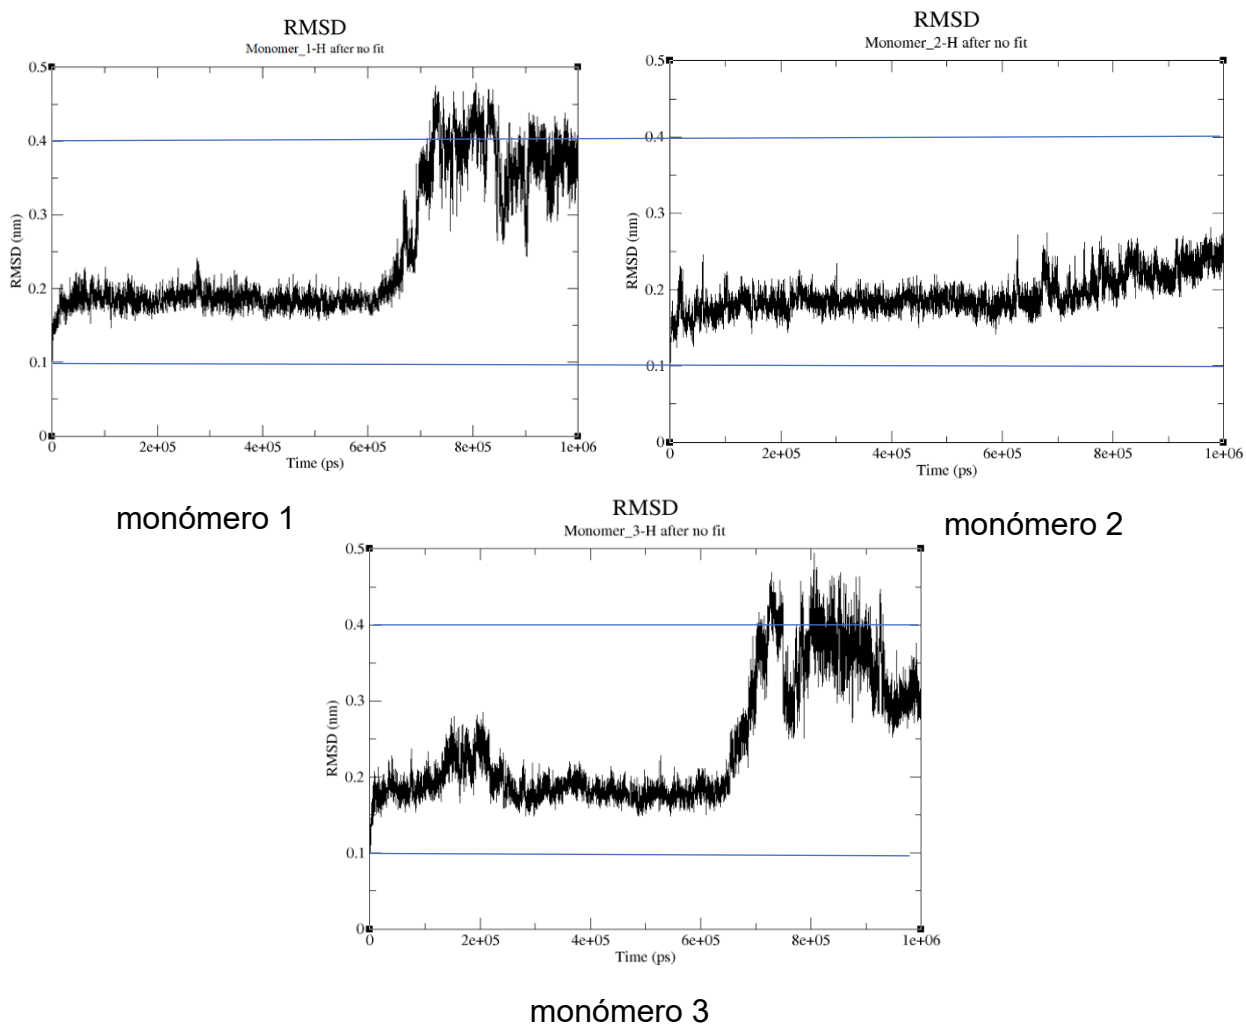 RMSD
Monomer_1-H after no fit
0.5
0.4
0.3
0.2
0.1
0
RMSD (nm)
0
2e+05
4e+05
6e+05
8e+05
1e+06
Time (ps)
monómero 1
RMSD
Monomer_2-H after no fit
0.5
0.4
0.3
0.2
0.1
0
RMSD (nm)
0
2e+05
4e+05
6e+05
8e+05
1e+06
Time (ps)
monómero 2
RMSD
Monomer_3-H after no fit
0.5
0.4
0.3
0.2
0.1
0
RMSD (nm)
0
2e+05
4e+05
6e+05
8e+05
1e+06
Time (ps)
monómero 3